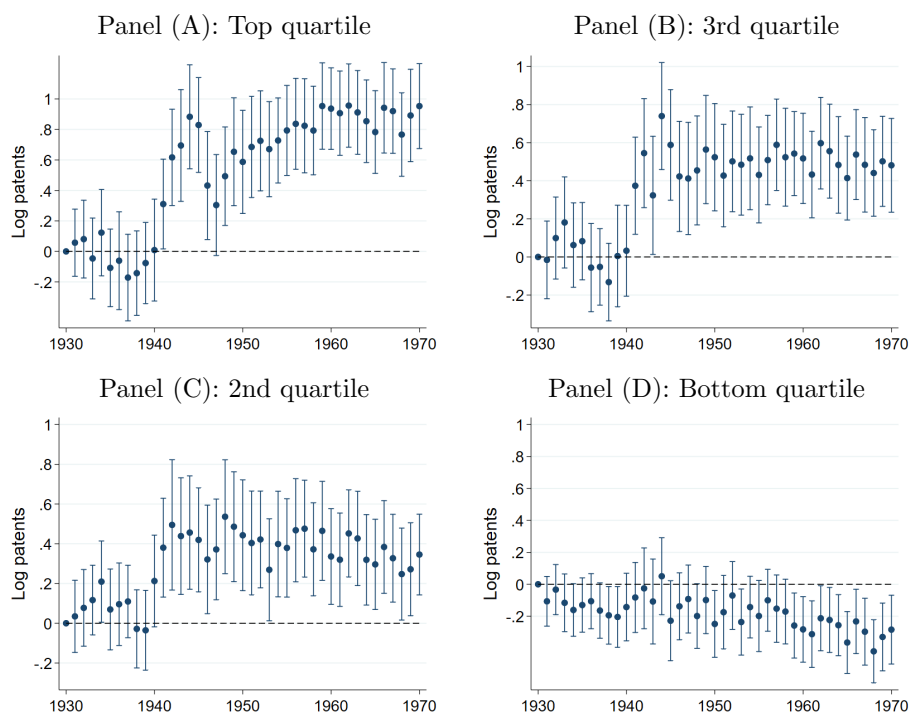 Panel (A): Top quartile
Log patents
1
.8
.6
.4
.2
0
-.2
1930 1940 1950 1960 1970
Panel (B): 3rd quartile
Log patents
1
.8
.6
.4
.2
0
-.2
1930 1940 1950 1960 1970
Panel (C): 2nd quartile
Log patents
1
.8
.6
.4
.2
0
-.2
1930 1940 1950 1960 1970
Panel (D): Bottom quartile
Log patents
1
.8
.6
.4
.2
0
-.2
1930 1940 1950 1960 1970